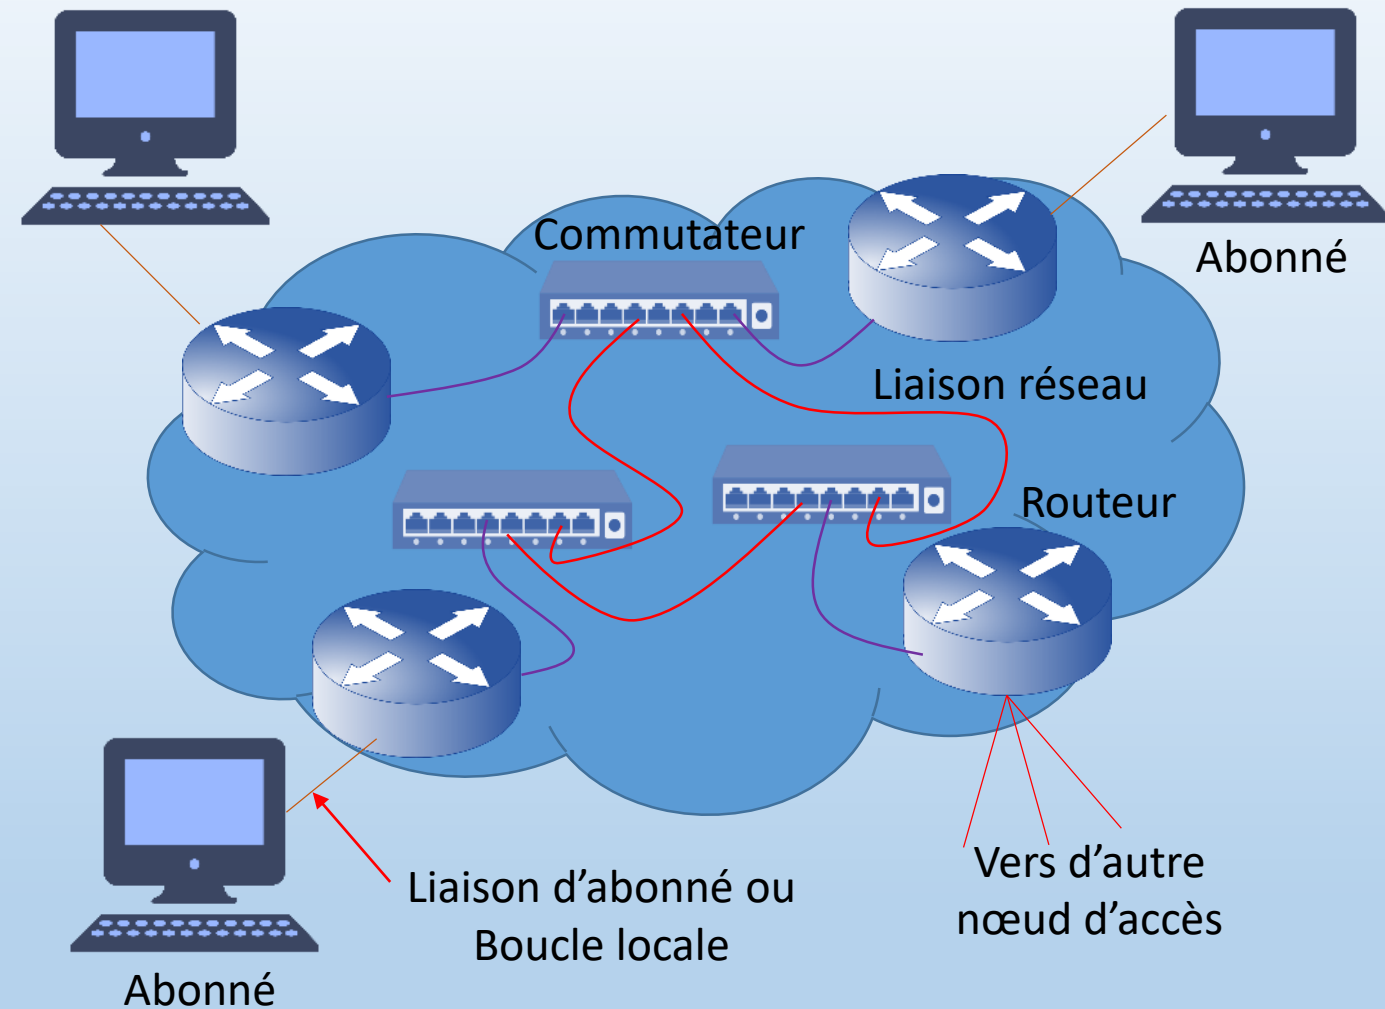 Commutateur
Abonné
Liaison réseau
Routeur
Vers d’autre
nœud d’accès
Liaison d’abonné ou
Boucle locale
Abonné